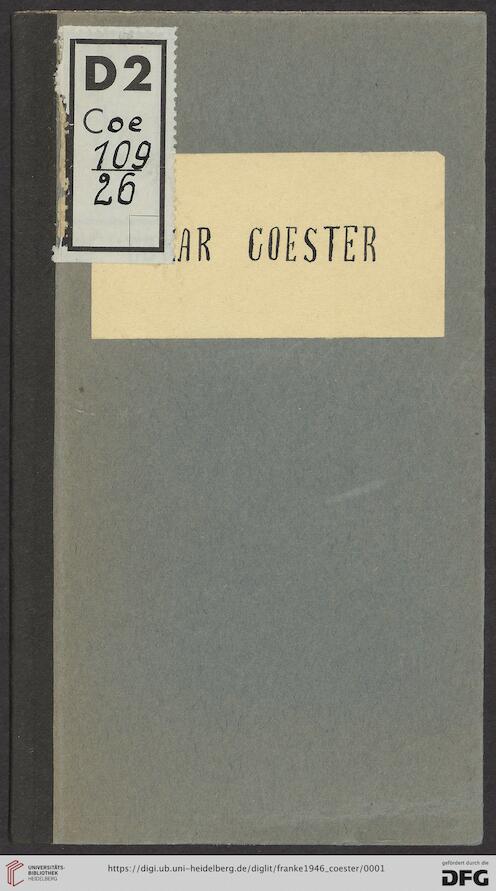 D2
Coe
109
26
AR COESTER
UNIVERSITÄTS-
BIBLIOTHEK
HEIDELBERG
https://digi.ub.uni-heidelberg.de/diglit/franke1946_coester/0001
gefördert durch die
DFG